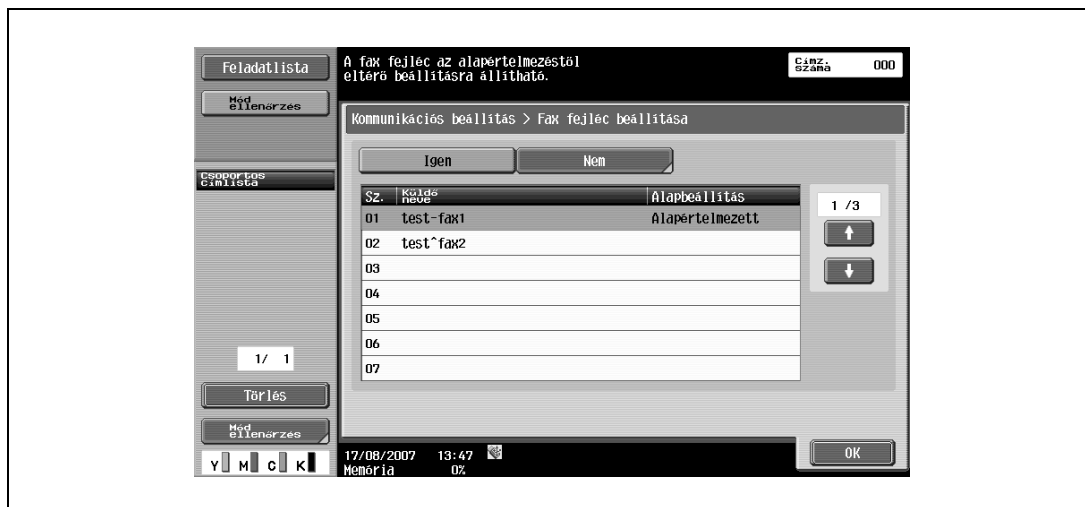 Feladatlista
Mód
ellenőrzés
Csoportos
címlista
1/ 1
Törlés
Mód
ellenőrzés
Y M C K
A fax fejléc az alapértelmezéstől
eltérő beállításra állítható.
Címz.
száma 000
Kommunikációs beállítás > Fax fejléc beállítása
Igen Nem
Sz. Küldő neve Alapbeállítás
01 test-fax1 Alapértelmezett
02 test^fax2
03
04
05
06
07
1 /3
17/08/2007 13:47
Memória 0%
OK